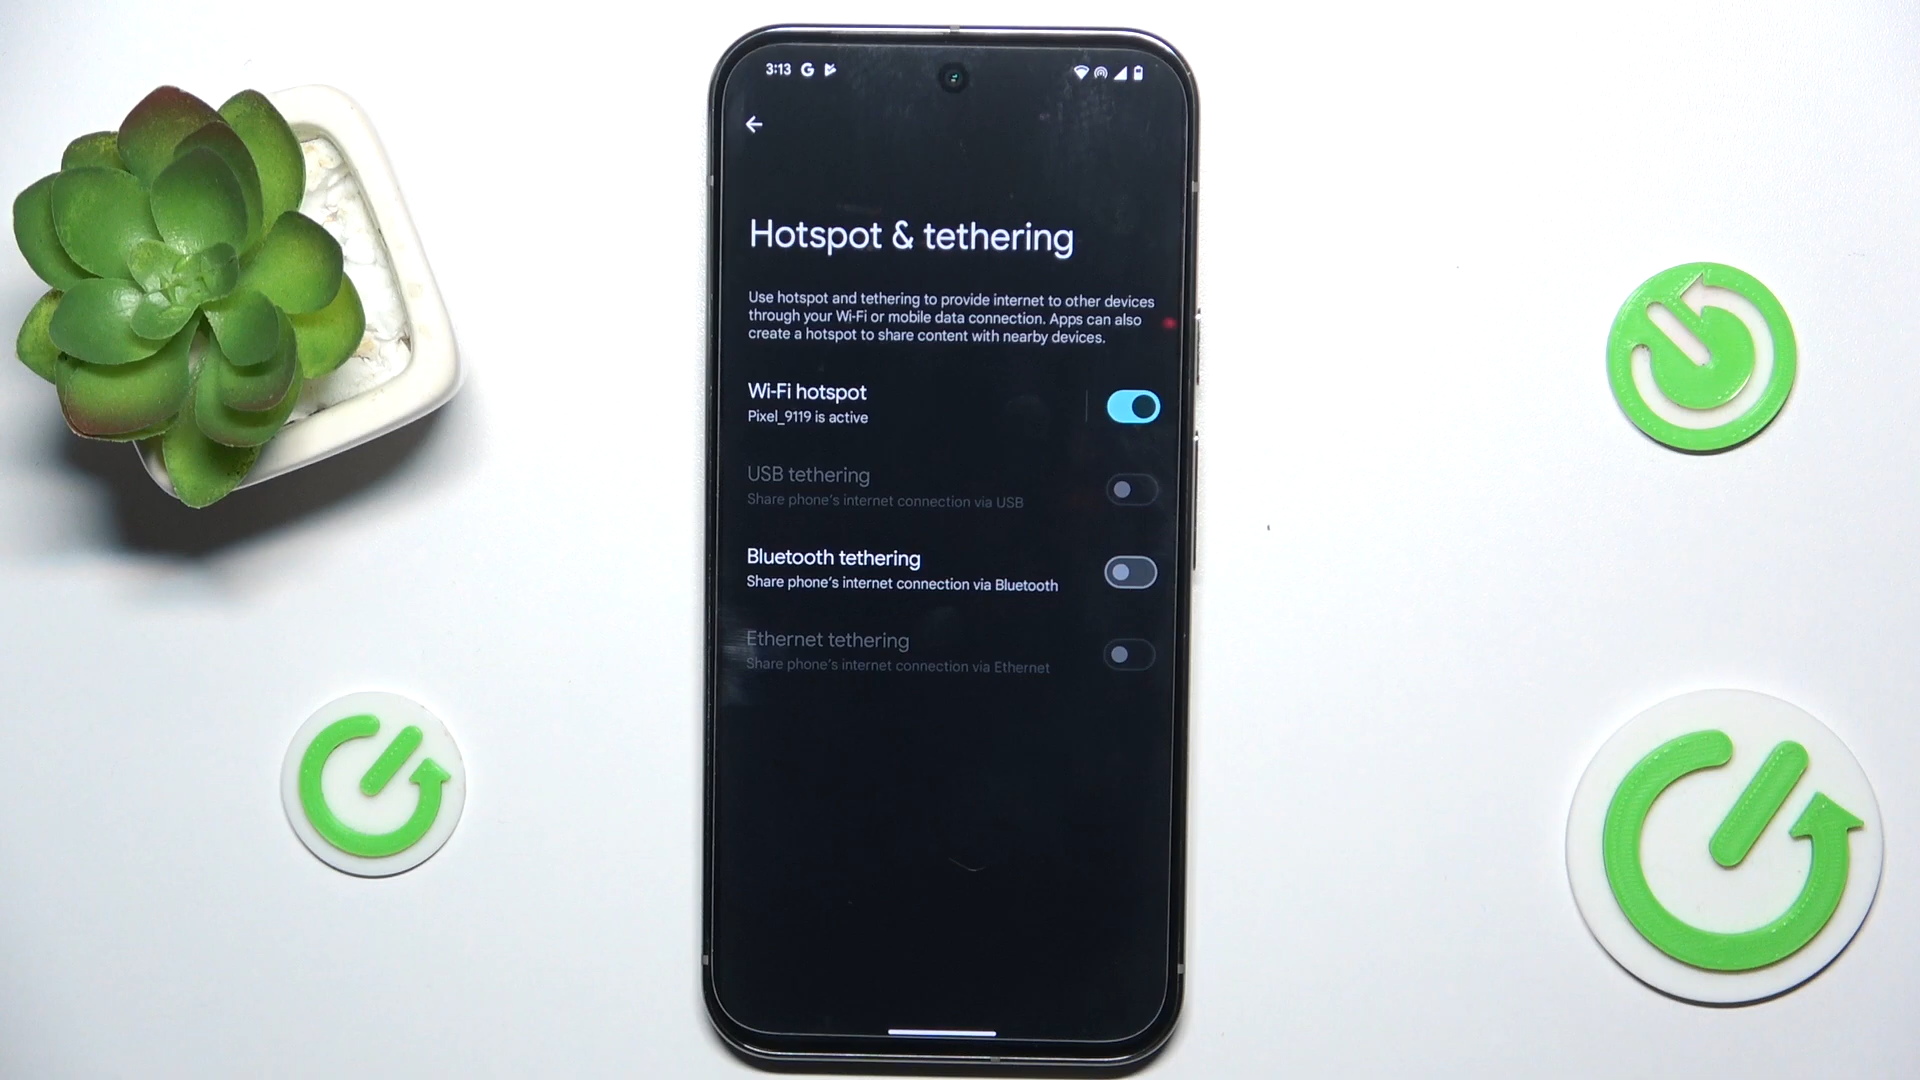 3:13
Hotspot & tethering
Use hotspot and tethering to provide internet to other devices
through your Wi-Fi or mobile data connection. Apps can also
create a hotspot to share content with nearby devices.
Wi-Fi hotspot
Pixel_9119 is active
USB tethering
Share phone's internet connection via USB
Bluetooth tethering
Share phone's internet connection via Bluetooth
Ethernet tethering
Share phone's internet connection via Ethernet